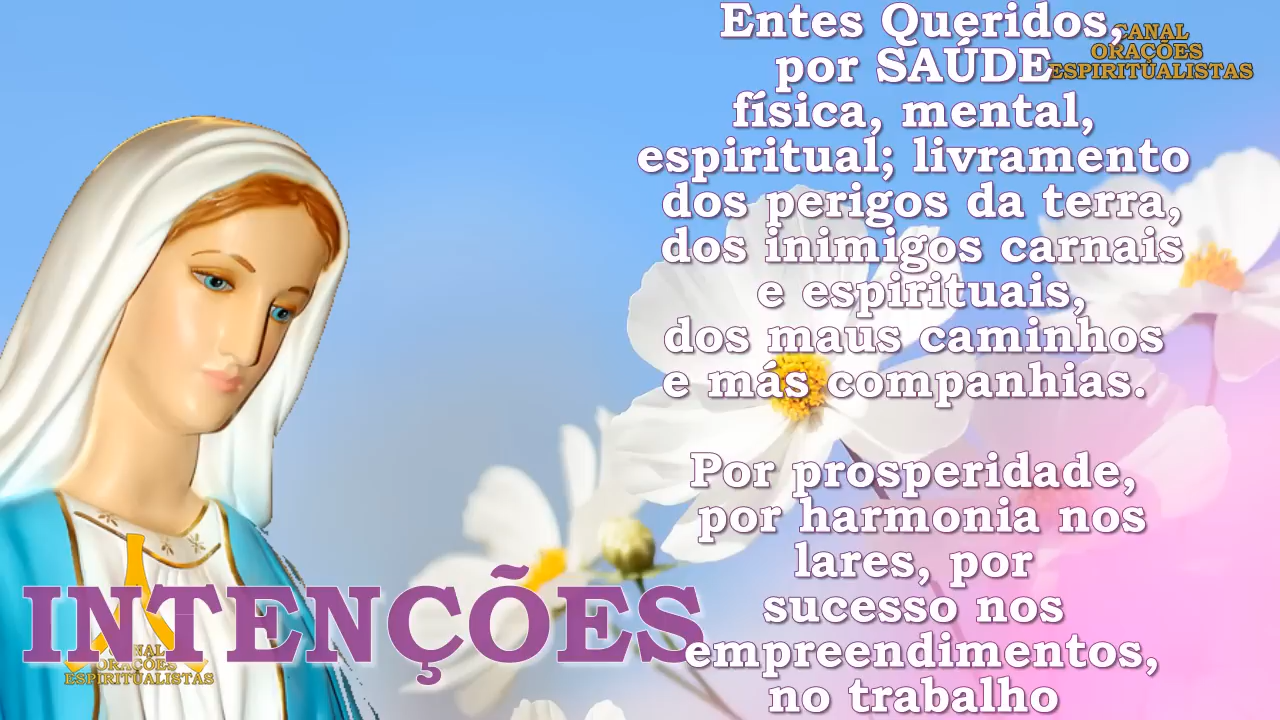 Entes Queridos,
por SAÚDE
física, mental,
espiritual; livramento
dos perigos da terra,
dos inimigos carnais
e espirituais,
dos maus caminhos
e más companhias.
Por prosperidade,
por harmonia nos
lares, por
sucesso nos
empreendimentos,
no trabalho
CANAL
ORAÇÕES
ESPIRITUALISTAS
INTENÇÕES
CANAL
ORAÇÕES
ESPIRITUALISTAS